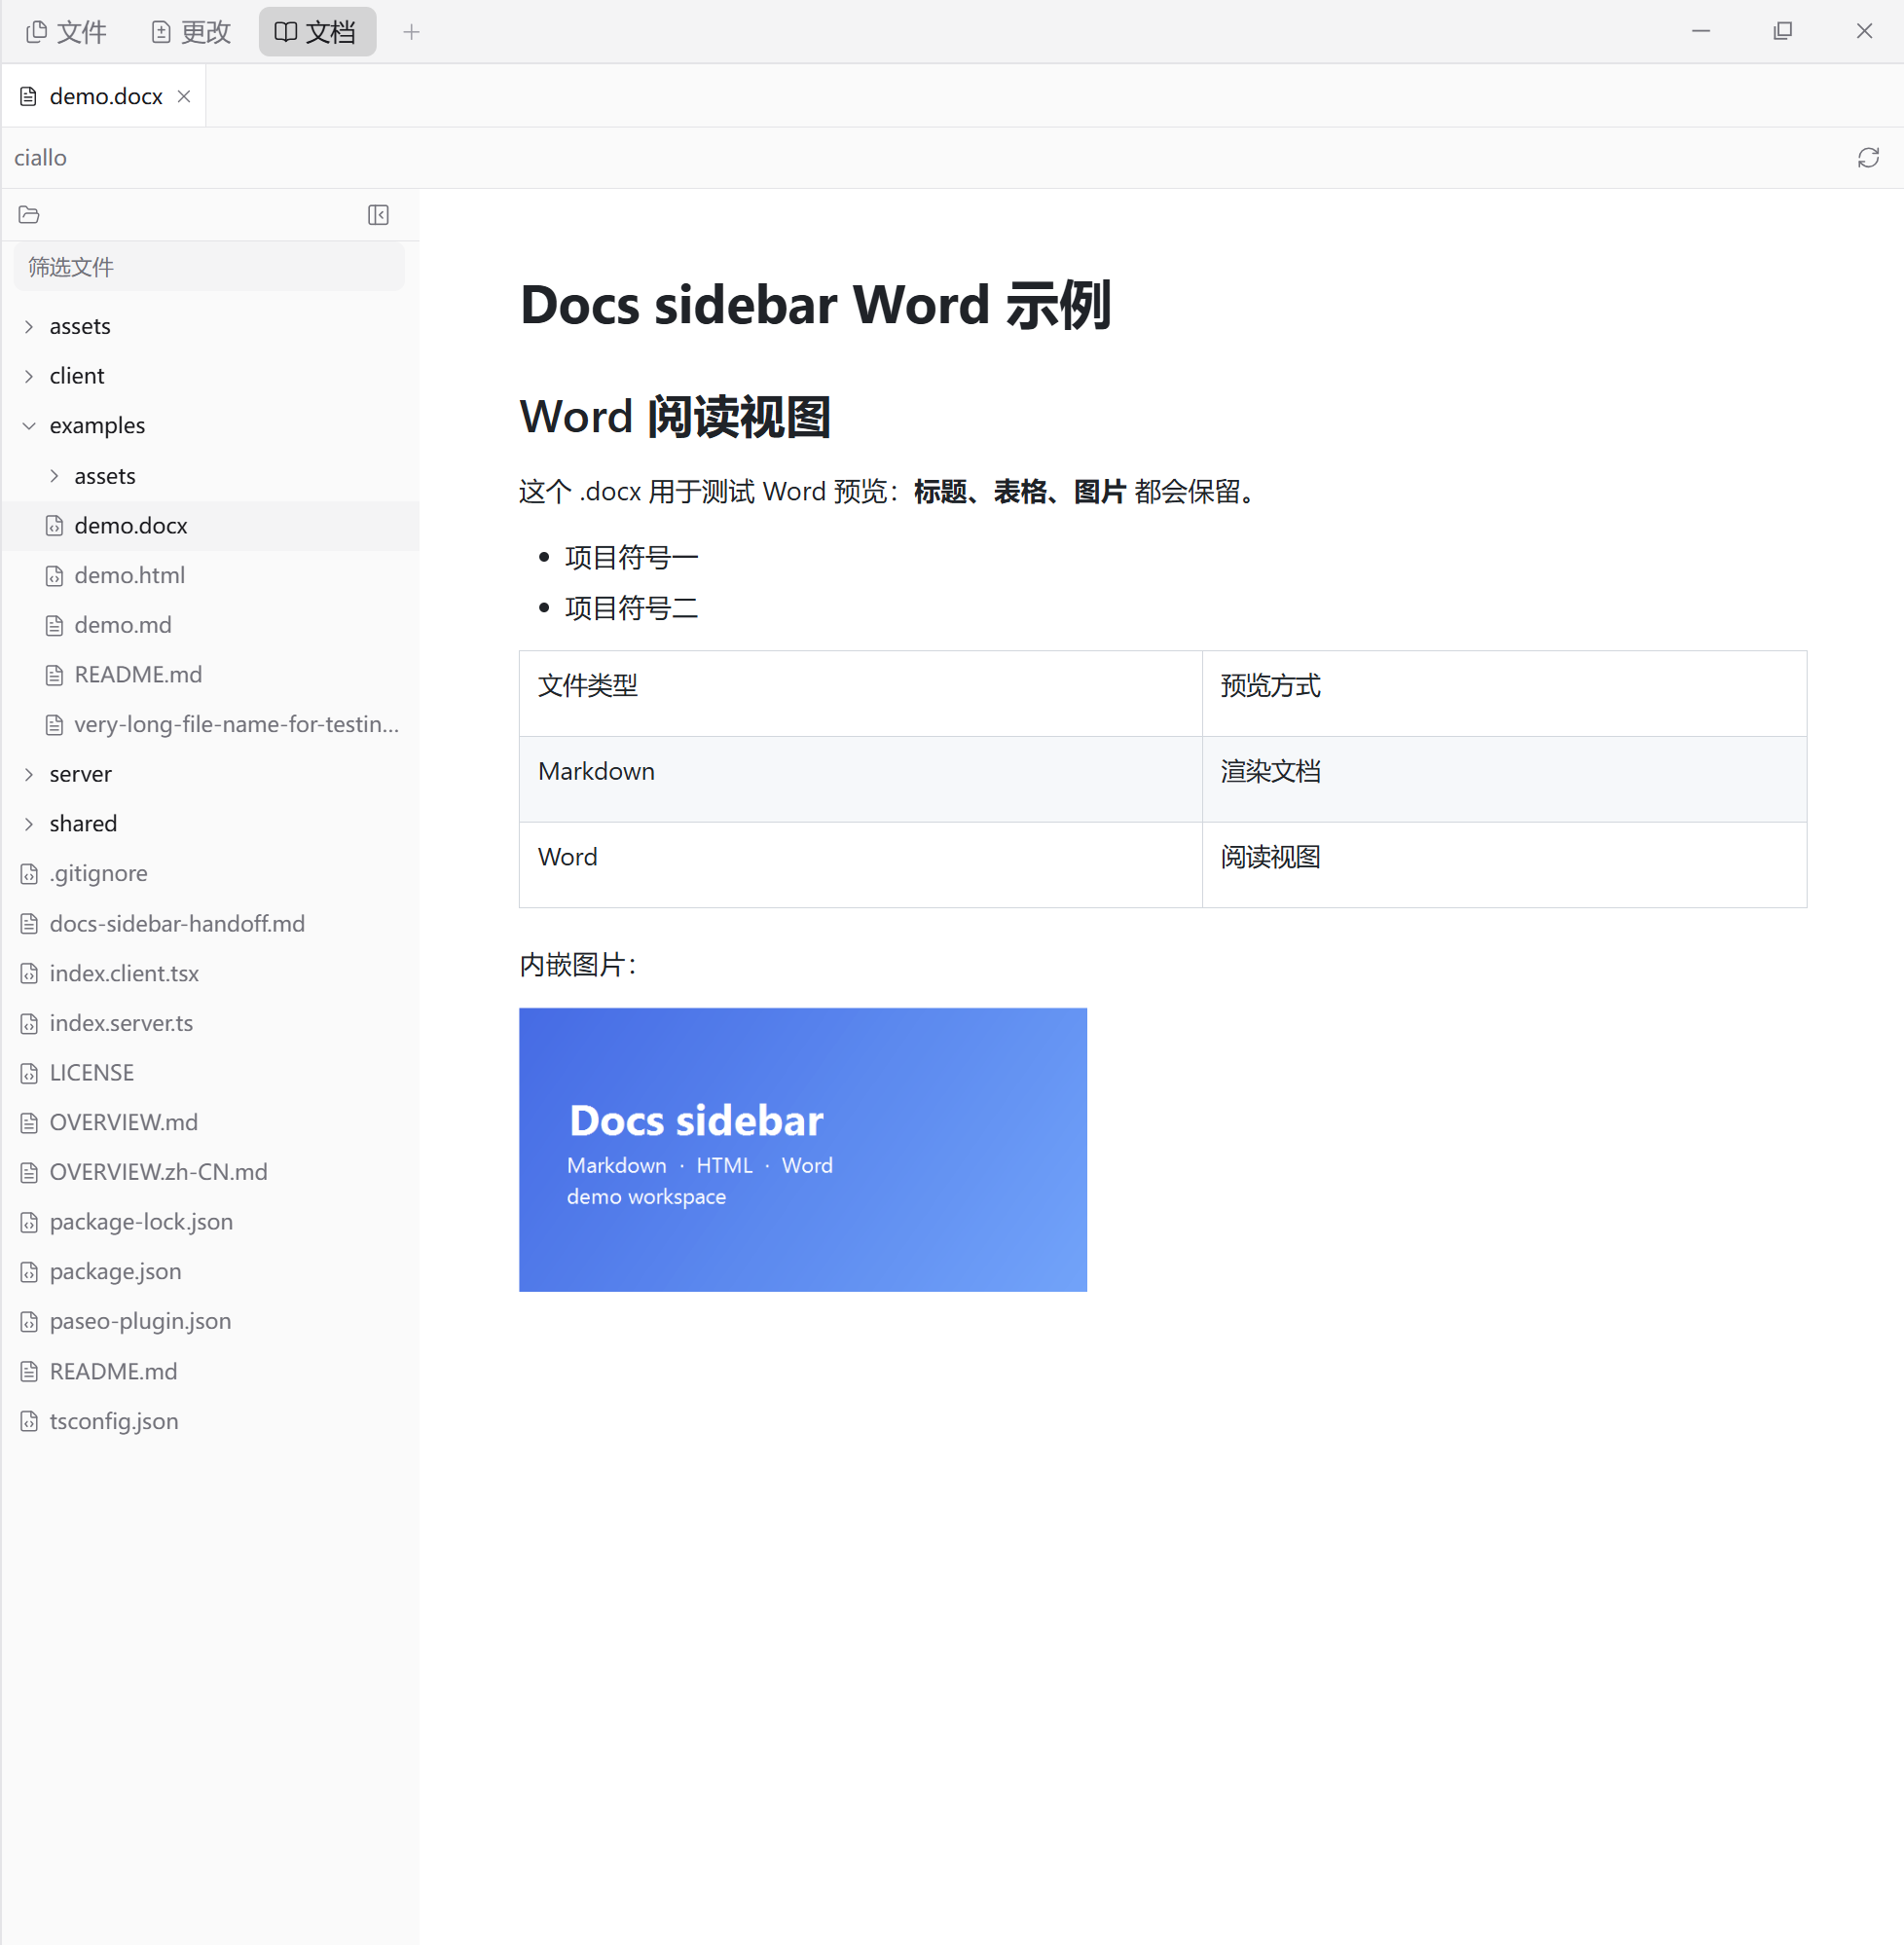 文件 更改 文档
demo.docx
ciallo
筛选文件
assets
client
examples
assets
demo.docx
demo.html
demo.md
README.md
very-long-file-name-for-testin...
server
shared
.gitignore
docs-sidebar-handoff.md
index.client.tsx
index.server.ts
LICENSE
OVERVIEW.md
OVERVIEW.zh-CN.md
package-lock.json
package.json
paseo-plugin.json
README.md
tsconfig.json
Docs sidebar Word 示例
Word 阅读视图
这个 .docx 用于测试 Word 预览：标题、表格、图片 都会保留。
• 项目符号一
• 项目符号二
文件类型 预览方式
Markdown 渲染文档
Word 阅读视图
内嵌图片：
Docs sidebar
Markdown · HTML · Word
demo workspace